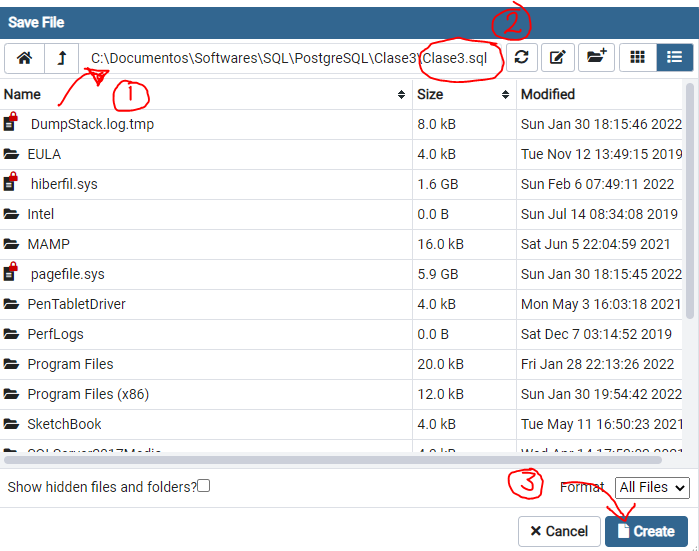 Save File
2
C:\Documentos\Softwares\SQL\PostgreSQL\Clase3\Clase3.sql
1
Name Size Modified
DumpStack.log.tmp 8.0 kB Sun Jan 30 18:15:46 2022
EULA 4.0 kB Tue Nov 12 13:49:15 2019
hiberfil.sys 1.6 GB Sun Feb 6 07:49:11 2022
Intel 0.0 B Sun Jul 14 08:34:08 2019
MAMP 16.0 kB Sat Jun 5 22:04:59 2021
pagefile.sys 5.9 GB Sun Jan 30 18:15:45 2022
PenTabletDriver 4.0 kB Mon May 3 16:03:18 2021
PerfLogs 0.0 B Sat Dec 7 03:14:52 2019
Program Files 20.0 kB Fri Jan 28 22:13:26 2022
Program Files (x86) 12.0 kB Sun Jan 30 19:54:42 2022
SketchBook 4.0 kB Tue May 11 16:50:23 2021
Show hidden files and folders?
3
Format All Files
Cancel Create